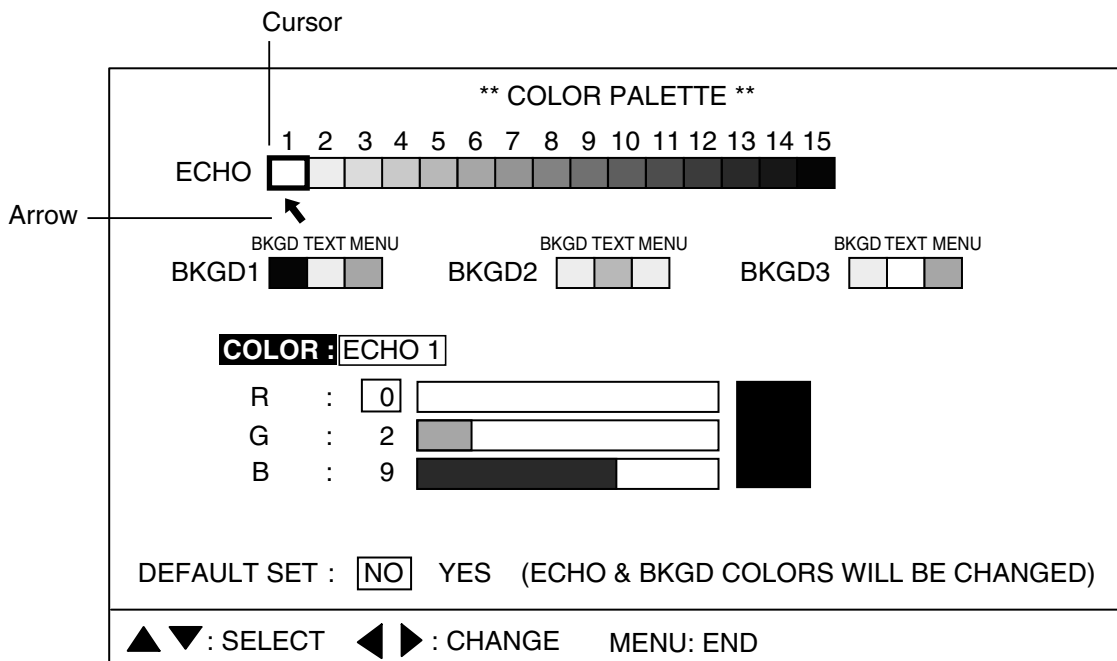 Cursor
** COLOR PALETTE **
1 2 3 4 5 6 7 8 9 10 11 12 13 14 15
ECHO
Arrow
BKGD TEXT MENU BKGD TEXT MENU BKGD TEXT MENU
BKGD1 BKGD2 BKGD3
COLOR : ECHO 1
R : 0
G : 2
B : 9
DEFAULT SET : NO YES (ECHO & BKGD COLORS WILL BE CHANGED)
▲ ▼: SELECT ◀ ▶ : CHANGE MENU: END